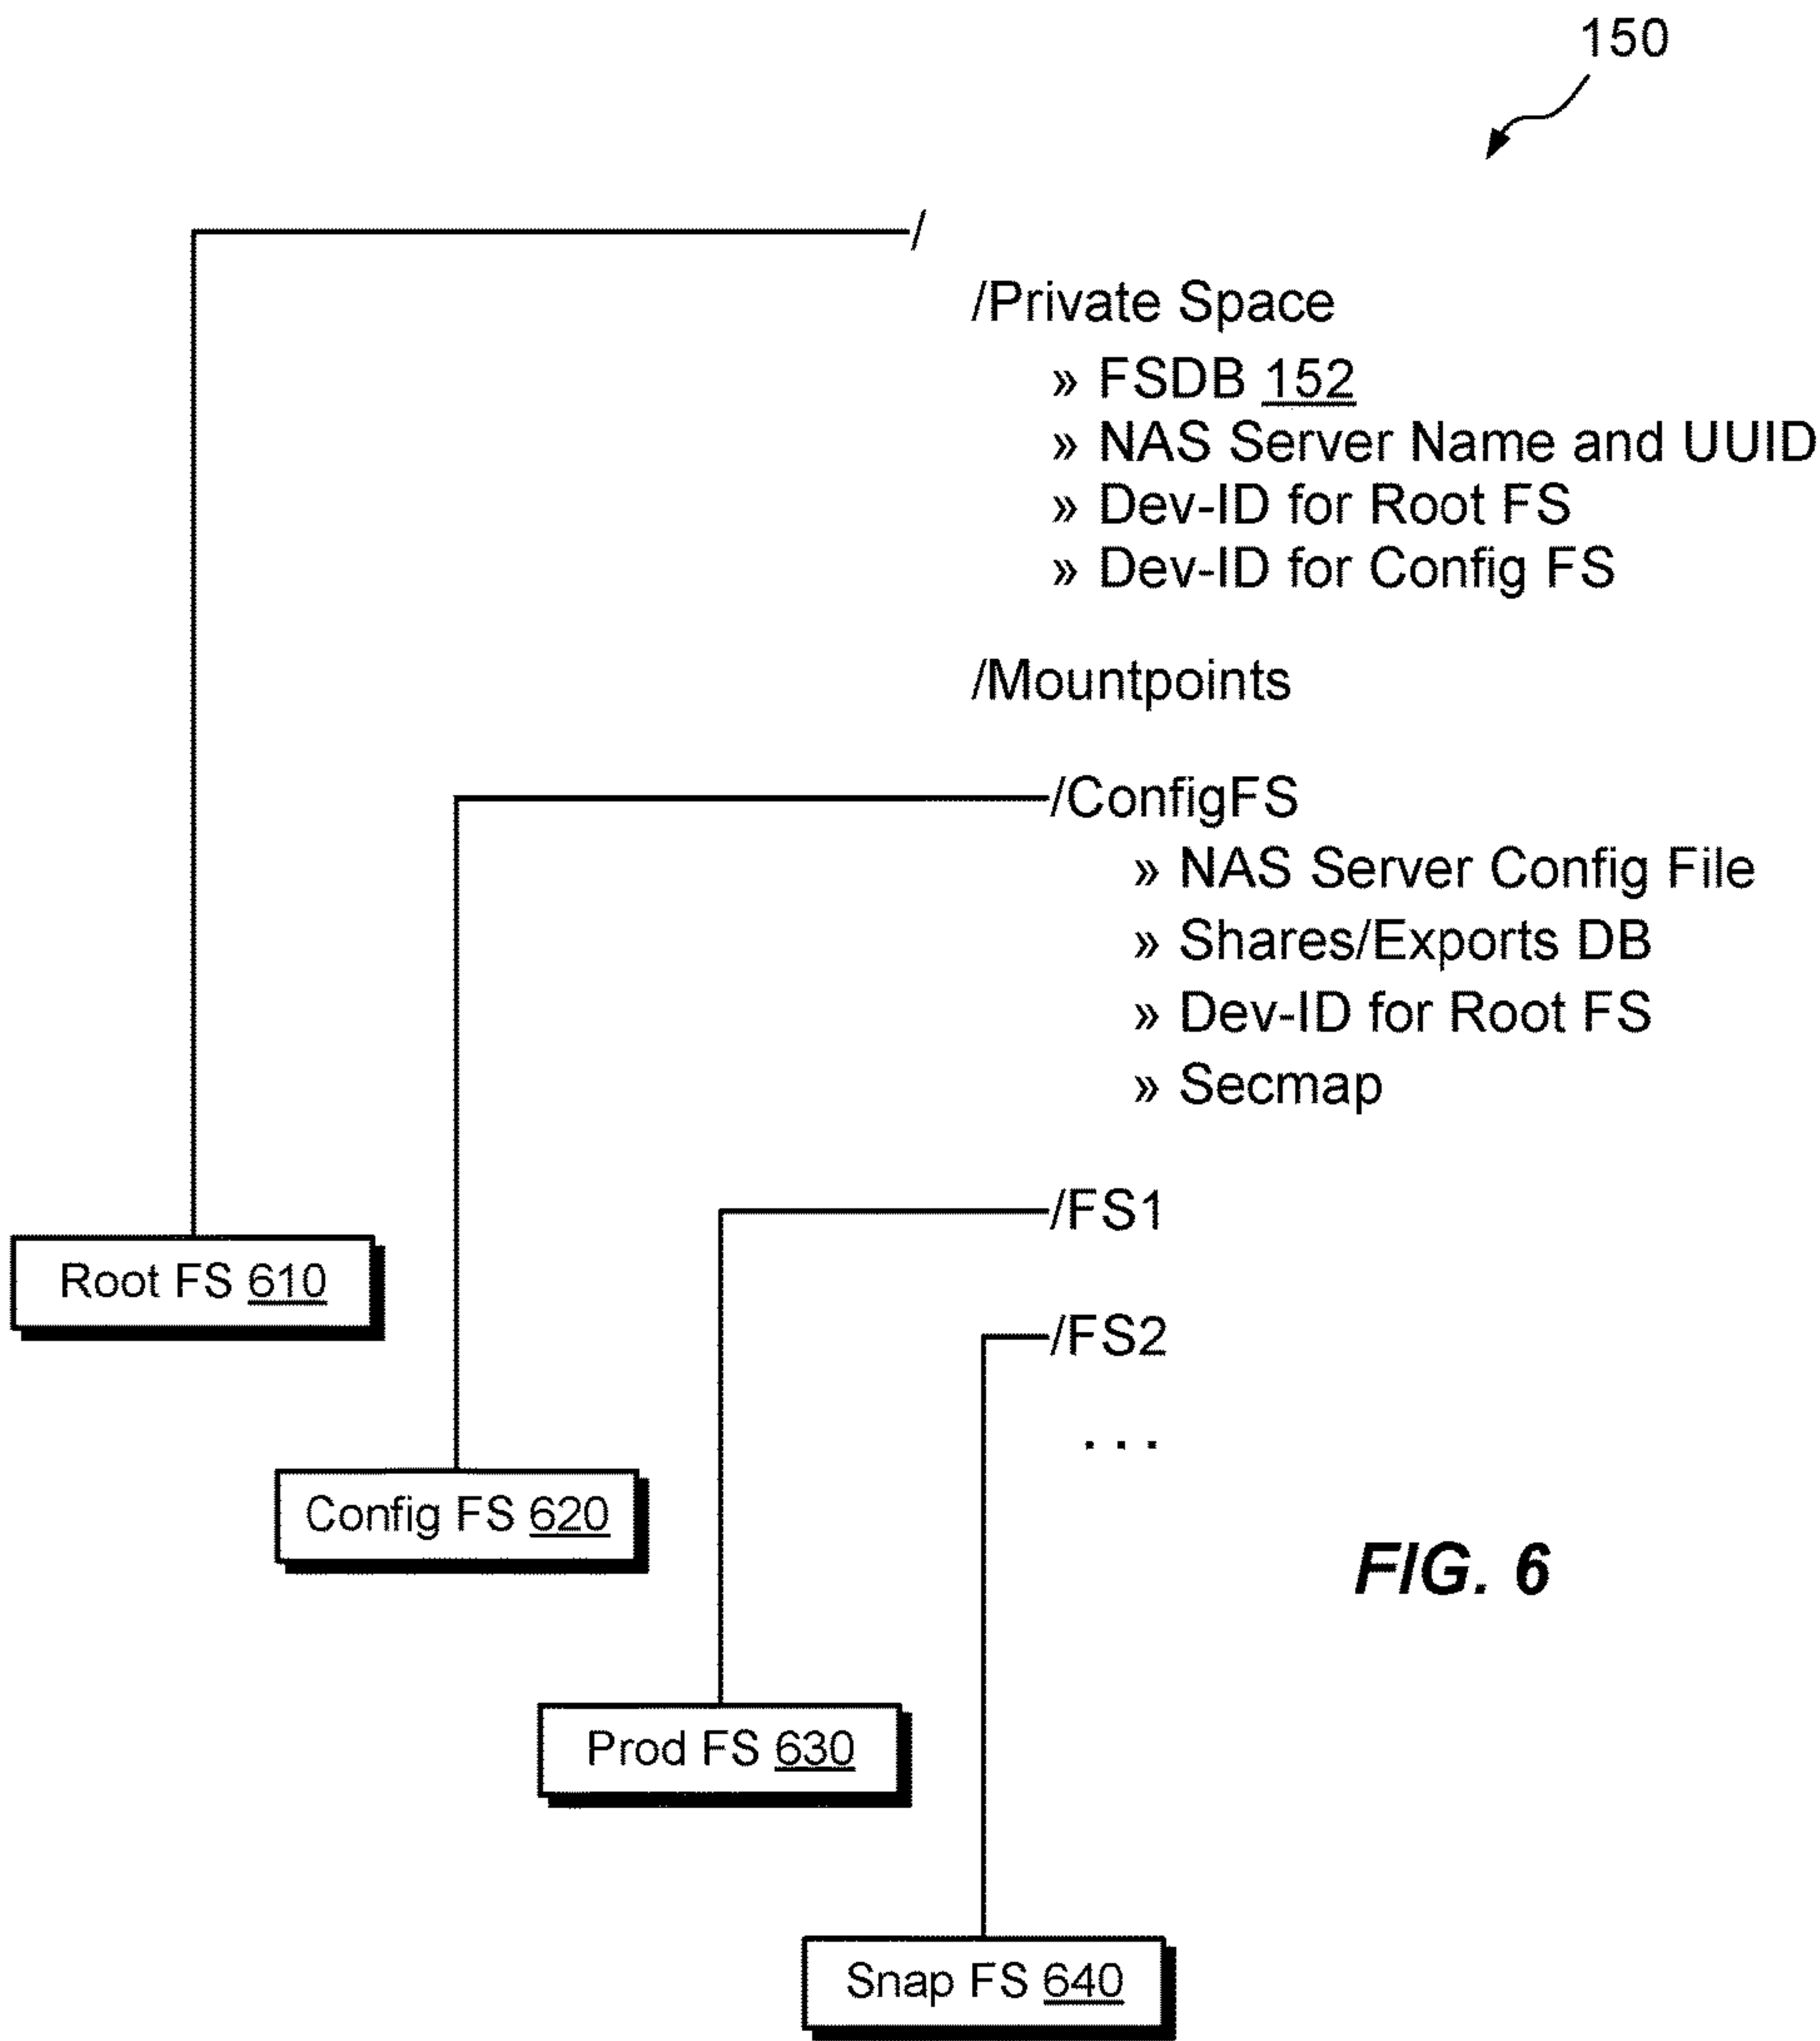 150
/
/Private Space
» FSDB 152
» NAS Server Name and UUID
» Dev-ID for Root FS
» Dev-ID for Config FS
/Mountpoints
/ConfigFS
» NAS Server Config File
» Shares/Exports DB
» Dev-ID for Root FS
» Secmap
/FS1
Root FS 610
/FS2
. . .
Config FS 620
FIG. 6
Prod FS 630
Snap FS 640